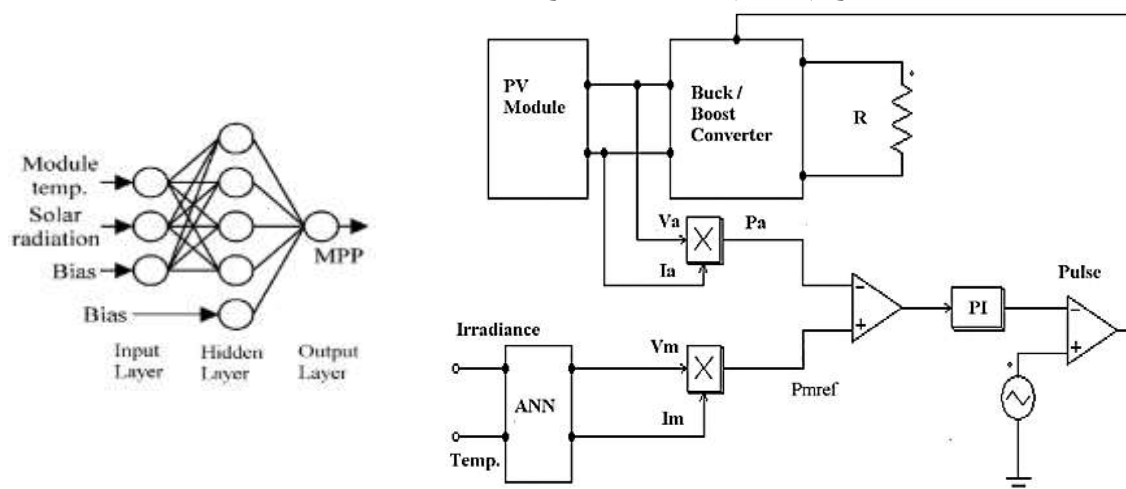 Module
temp.
Solar
radiation
Bias
Bias
MPP
Input
Layer
Hidden
Layer
Output
Layer
PV
Module
Buck /
Boost
Converter
R
Va
Pa
Ia
Pulse
PI
Irradiance
Vm
ANN
Pmref
Im
Temp.